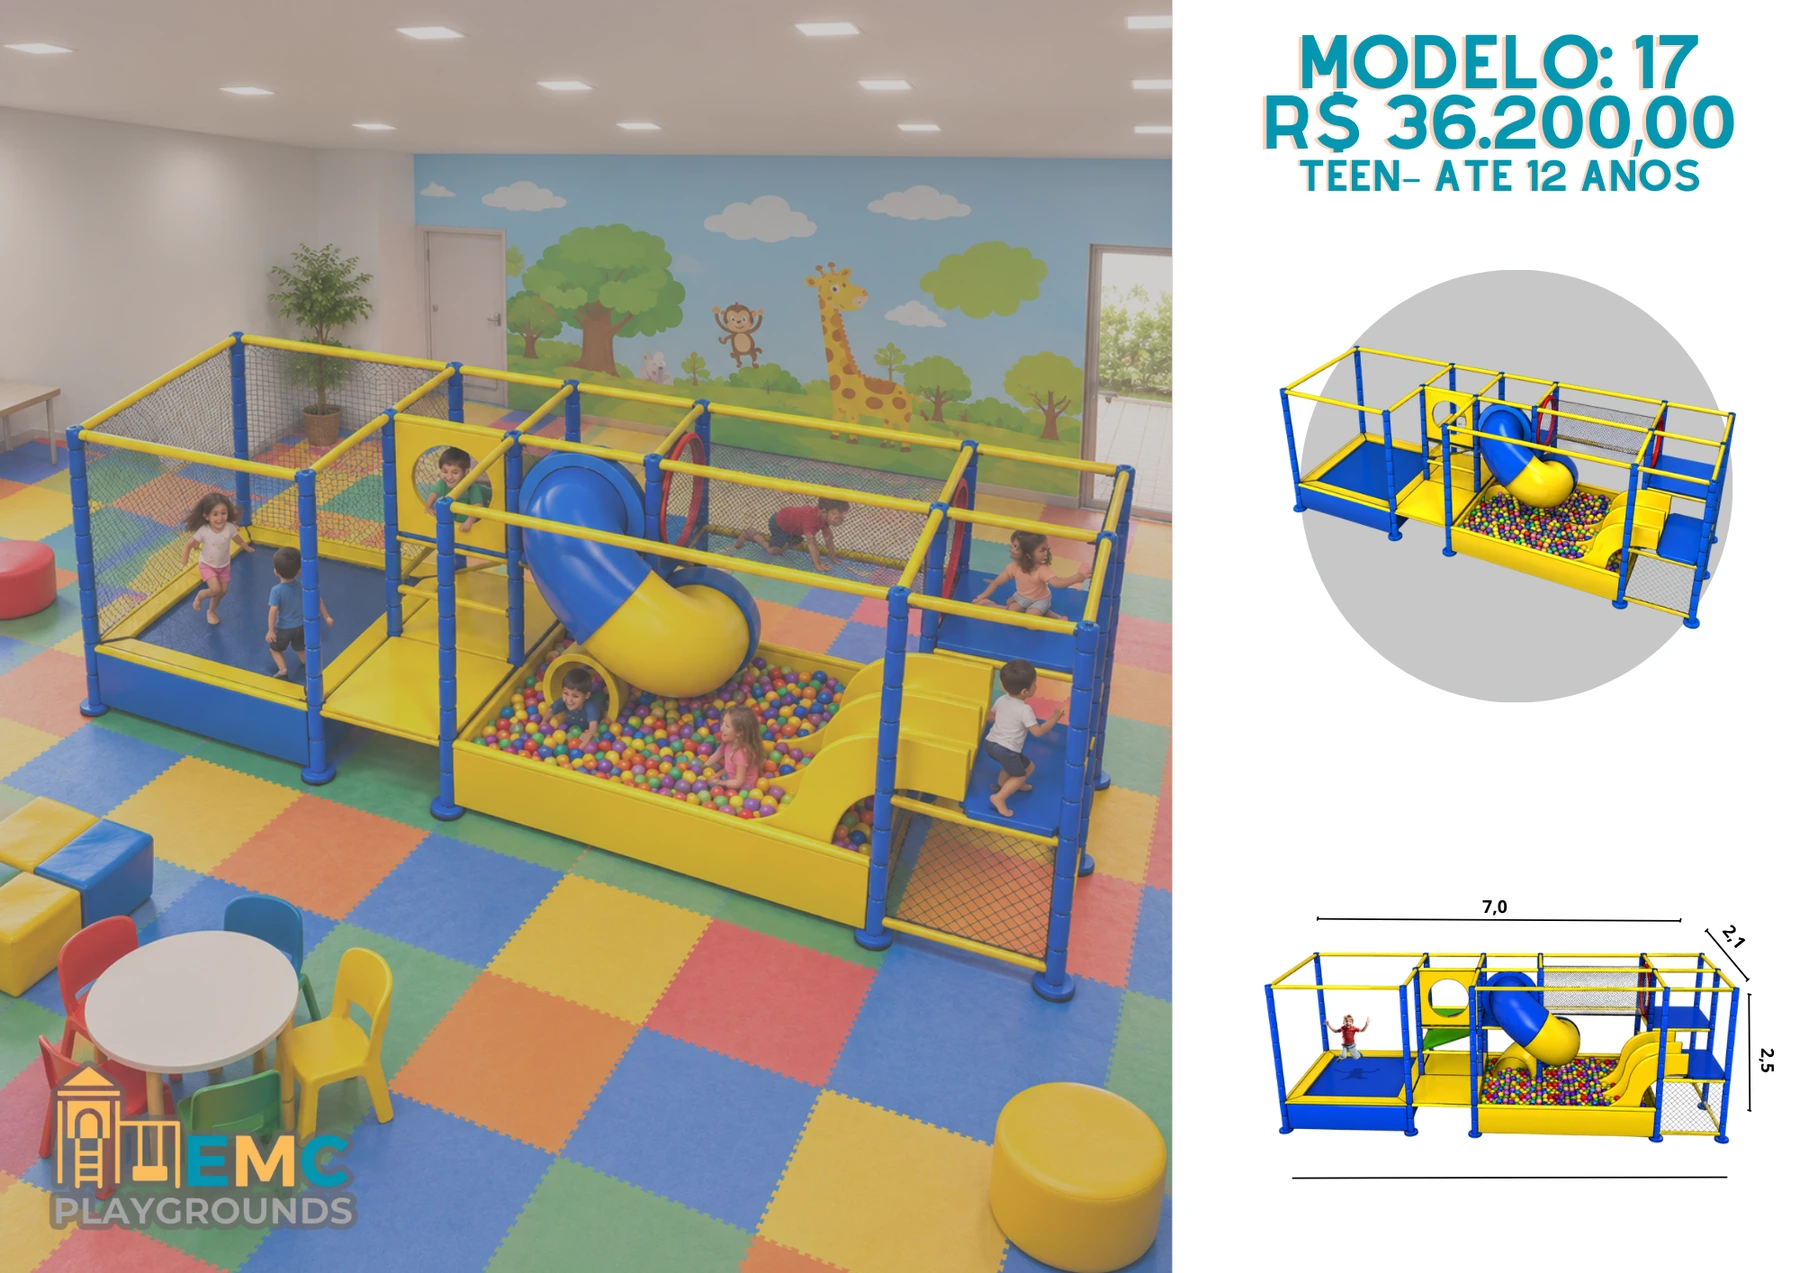 MODELO: 17
R$ 36.200,00
TEEN- ATE 12 ANOS
7,0
2,1
2,5
EMC
PLAYGROUNDS